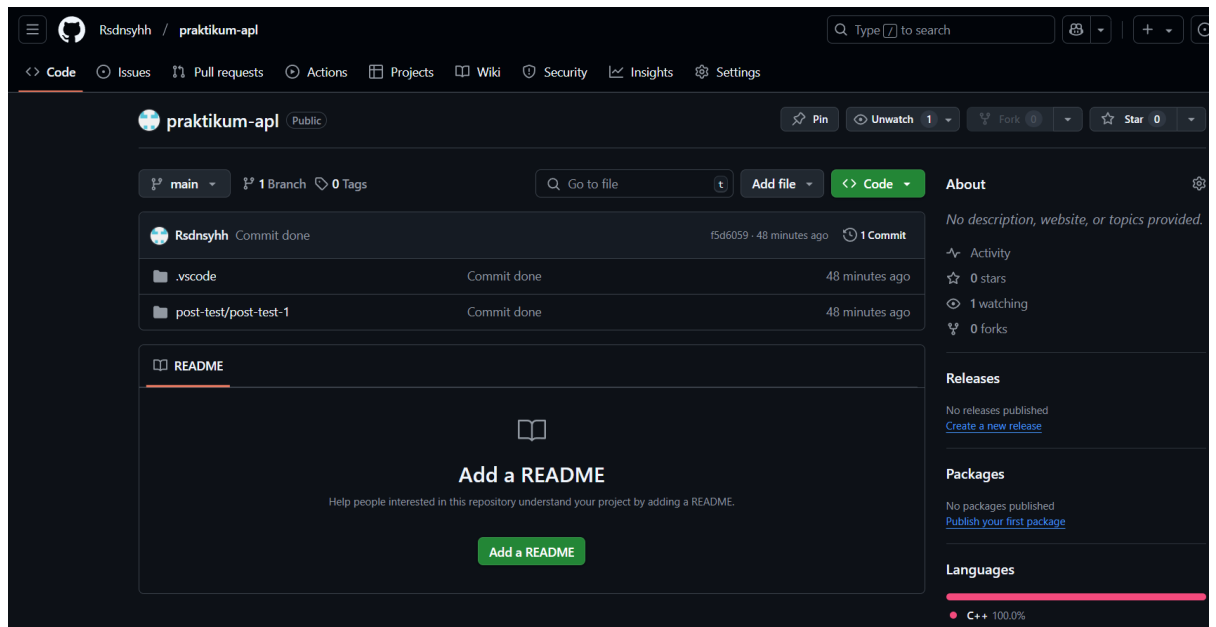 Rsdnsyhh / praktikum-apl
Type / to search
Code Issues Pull requests Actions Projects Wiki Security Insights Settings
praktikum-apl Public
Pin Unwatch 1 Fork 0 Star 0
main 1 Branch 0 Tags Go to file t Add file Code
Rsdnsyhh Commit done f5d6059 · 48 minutes ago 1 Commit
.vscode Commit done 48 minutes ago
post-test/post-test-1 Commit done 48 minutes ago
README
Add a README
Help people interested in this repository understand your project by adding a README.
Add a README
About
No description, website, or topics provided.
Activity
0 stars
1 watching
0 forks
Releases
No releases published
Create a new release
Packages
No packages published
Publish your first package
Languages
C++ 100.0%